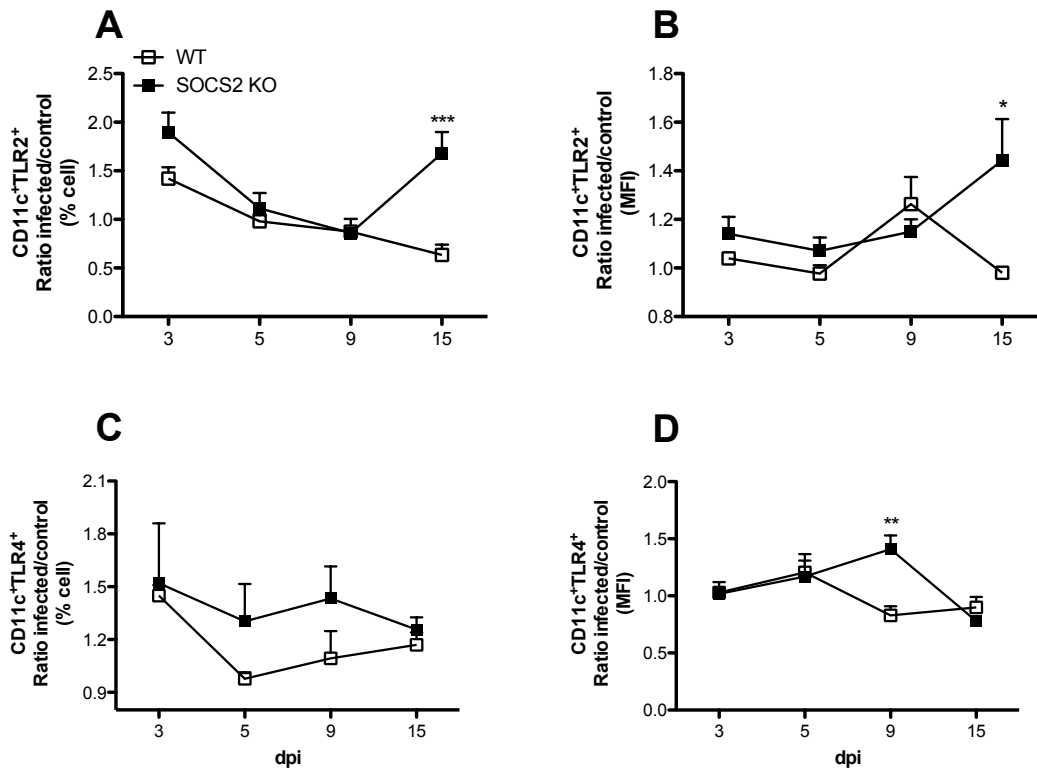 A
WT
SOCS2 KO
CD11c⁺TLR2⁺
Ratio infected/control
(% cell)
2.5
2.0
1.5
1.0
0.5
0.0
***
3 5 9 15
B
CD11c⁺TLR2⁺
Ratio infected/control
(MFI)
1.8
1.6
1.4
1.2
1.0
0.8
*
3 5 9 15
C
CD11c⁺TLR4⁺
Ratio infected/control
(% cell)
2.1
1.8
1.5
1.2
0.9
3 5 9 15
dpi
D
CD11c⁺TLR4⁺
Ratio infected/control
(MFI)
2.0
1.5
1.0
0.5
0.0
**
3 5 9 15
dpi